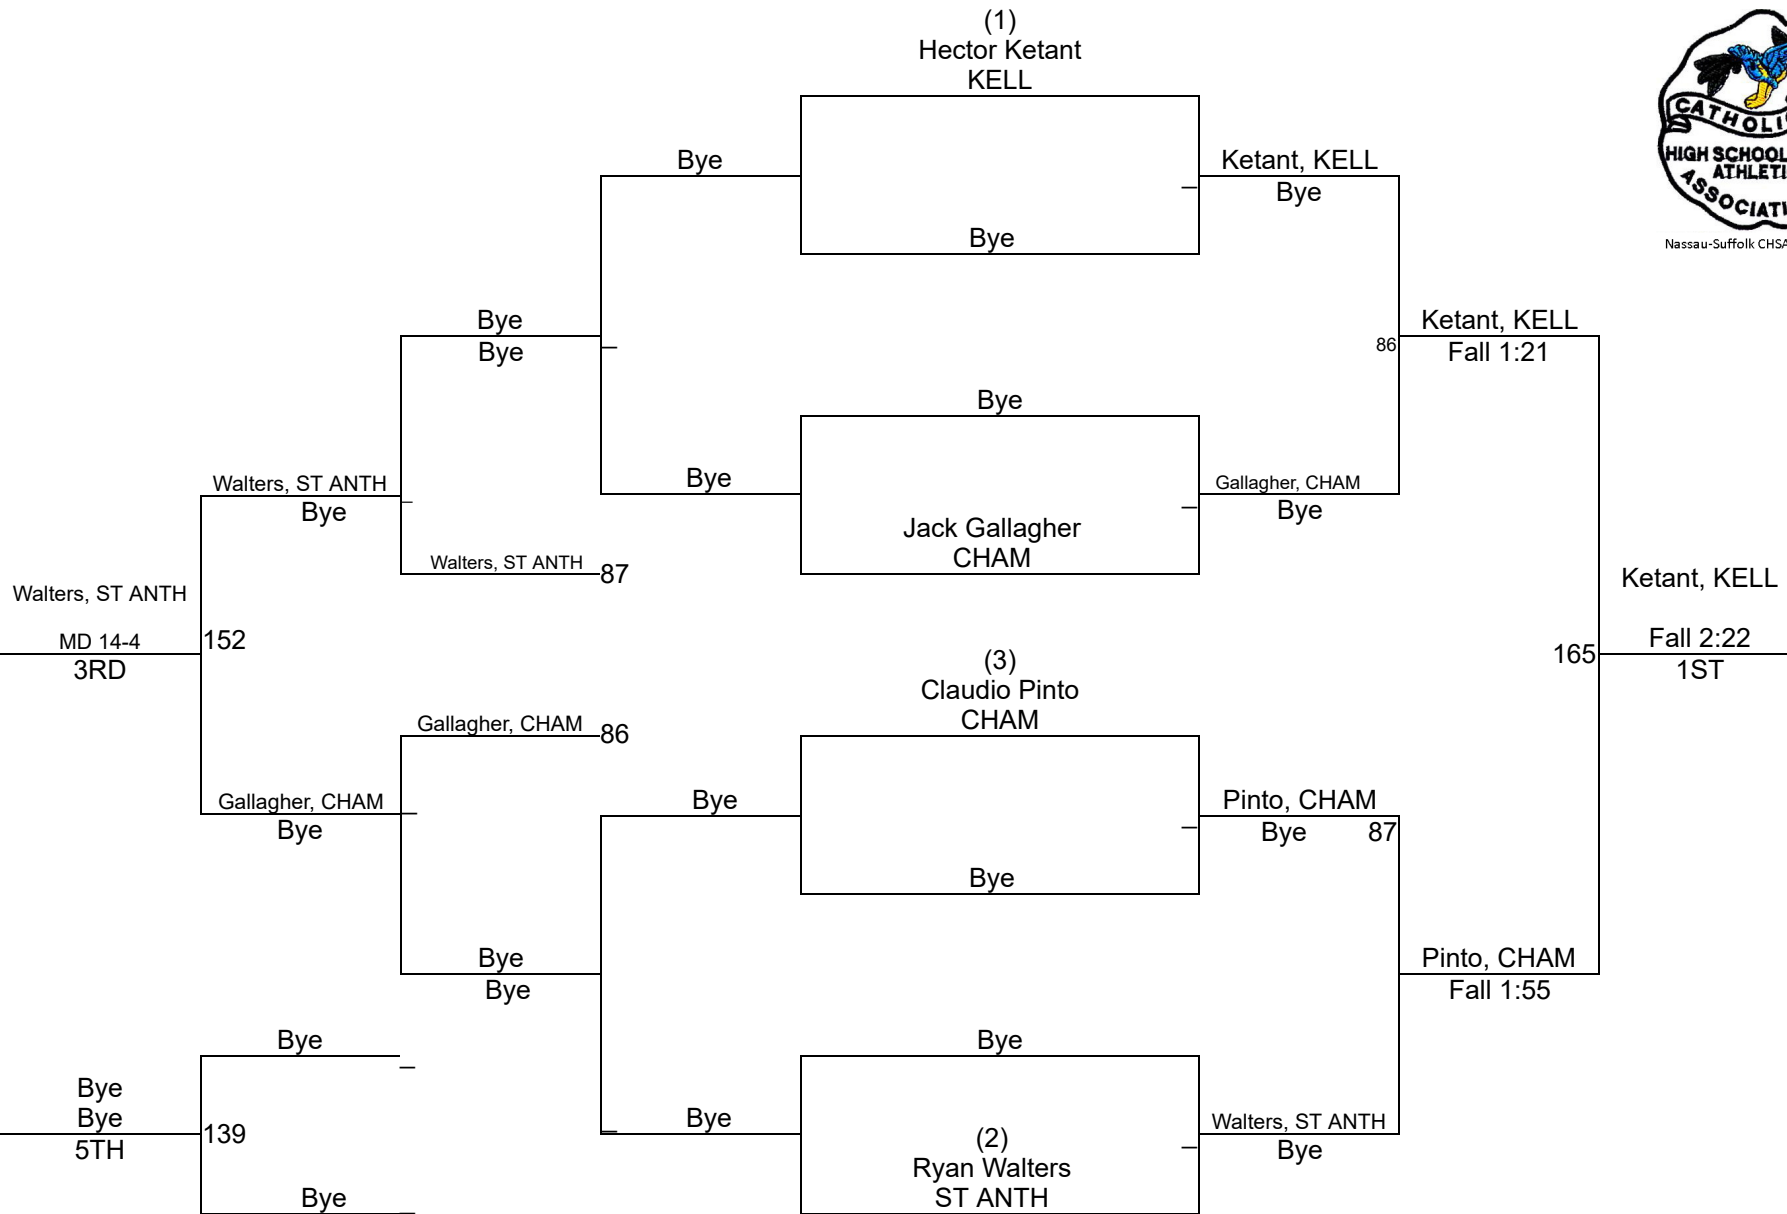 (1)
Hector Ketant
KELL
Bye
Ketant, KELL
Bye
Bye
CATHOLI
HIGH SCHOOL
ATHLETI
ASSOCIATI
Nassau-Suffolk CHSA
Bye
Bye
86
Ketant, KELL
Fall 1:21
Bye
Walters, ST ANTH
Bye
Bye
Gallagher, CHAM
Bye
Jack Gallagher
CHAM
Walters, ST ANTH
87
Walters, ST ANTH
MD 14-4
3RD
152
Ketant, KELL
Fall 2:22
1ST
165
(3)
Claudio Pinto
CHAM
Gallagher, CHAM
86
Gallagher, CHAM
Bye
Bye
Pinto, CHAM
Bye
87
Bye
Bye
Bye
Pinto, CHAM
Fall 1:55
Bye
Bye
Bye
Bye
5TH
139
Bye
Bye
(2)
Ryan Walters
ST ANTH
Walters, ST ANTH
Bye
Bye